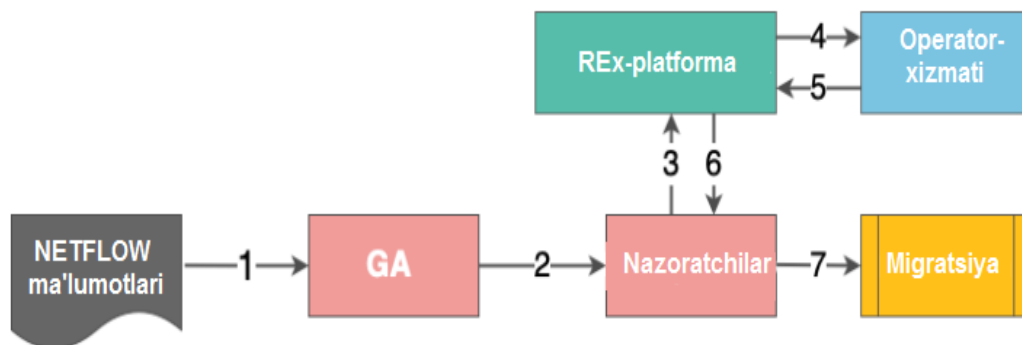 REx-platforma
4
5
Operator-
xizmati
3
6
NETFLOW
ma'lumotlari
1
GA
2
Nazoratchilar
7
Migratsiya